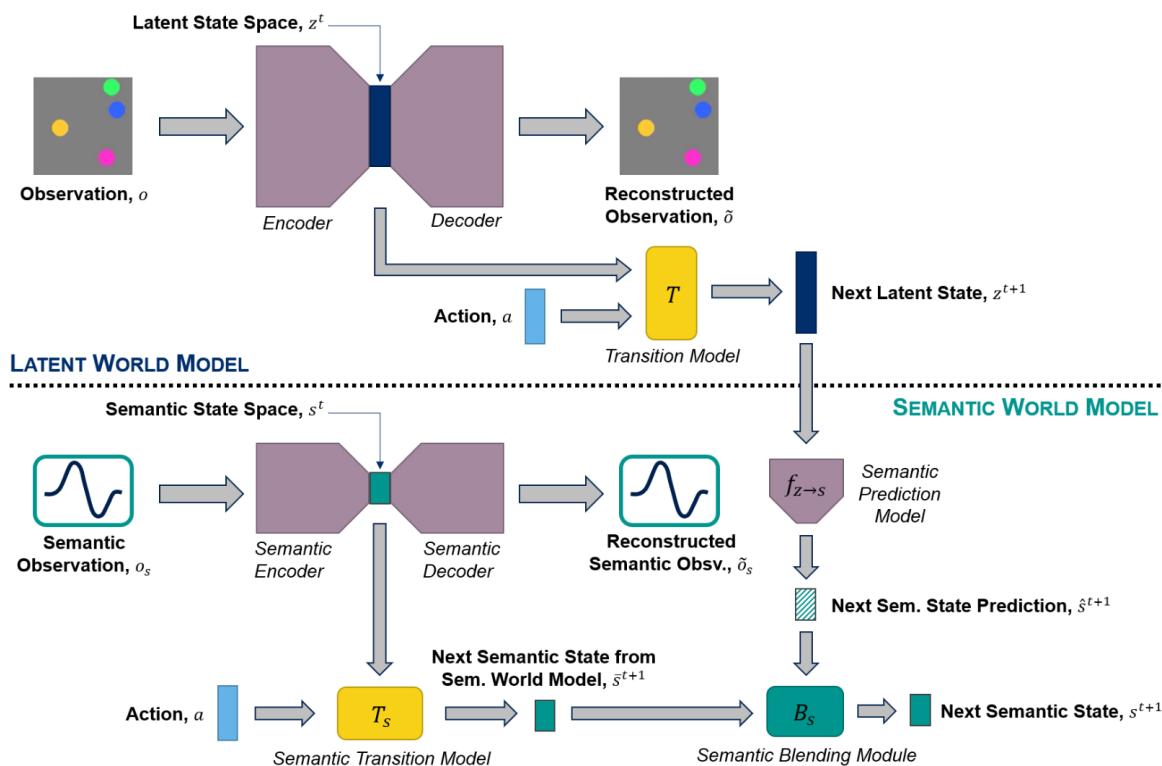 Latent State Space, z^t
Observation, o
Encoder
Decoder
Reconstructed
Observation, õ
Action, a
T
Transition Model
Next Latent State, z^{t+1}
LATENT WORLD MODEL
SEMANTIC WORLD MODEL
Semantic State Space, s^t
Semantic
Observation, o_s
Semantic
Encoder
Semantic
Decoder
Reconstructed
Semantic Obsv., õ_s
f_{z→s}
Semantic
Prediction
Model
Next Sem. State Prediction, ŝ^{t+1}
Next Semantic State from
Sem. World Model, s̄^{t+1}
Action, a
T_s
Semantic Transition Model
B_s
Semantic Blending Module
Next Semantic State, s^{t+1}